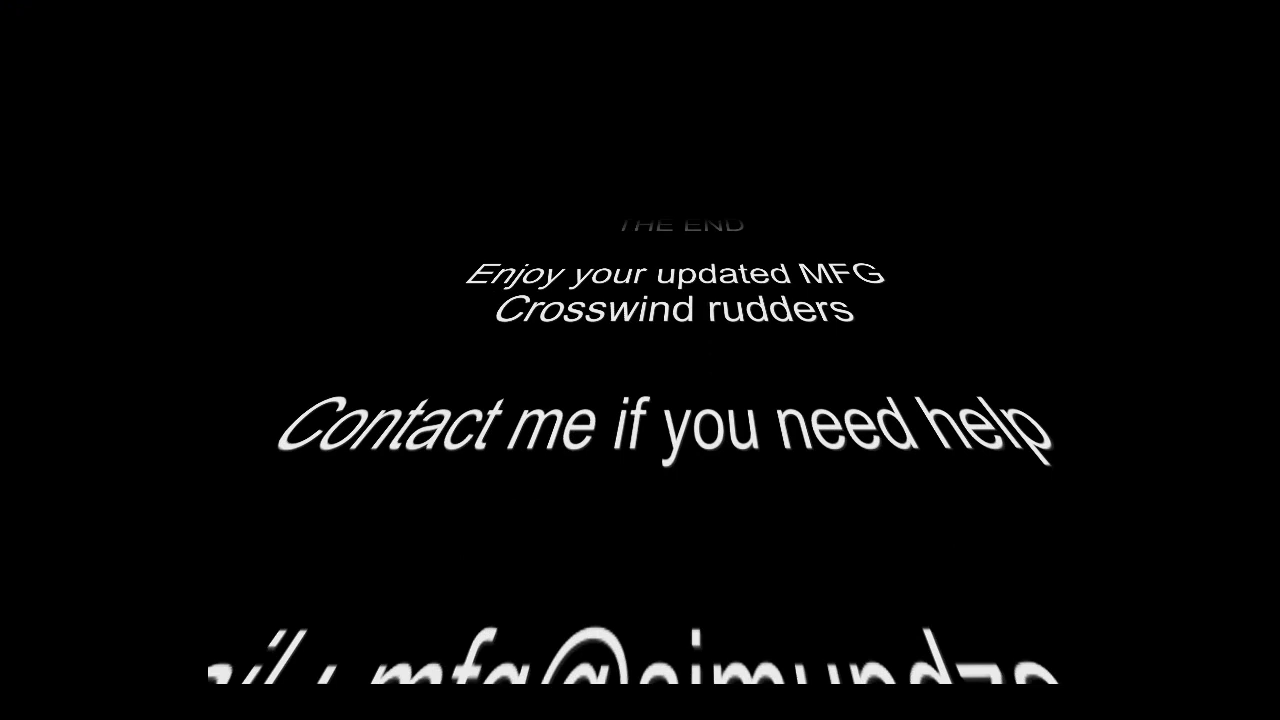 THE END
Enjoy your updated MFG
Crosswind rudders
Contact me if you need help